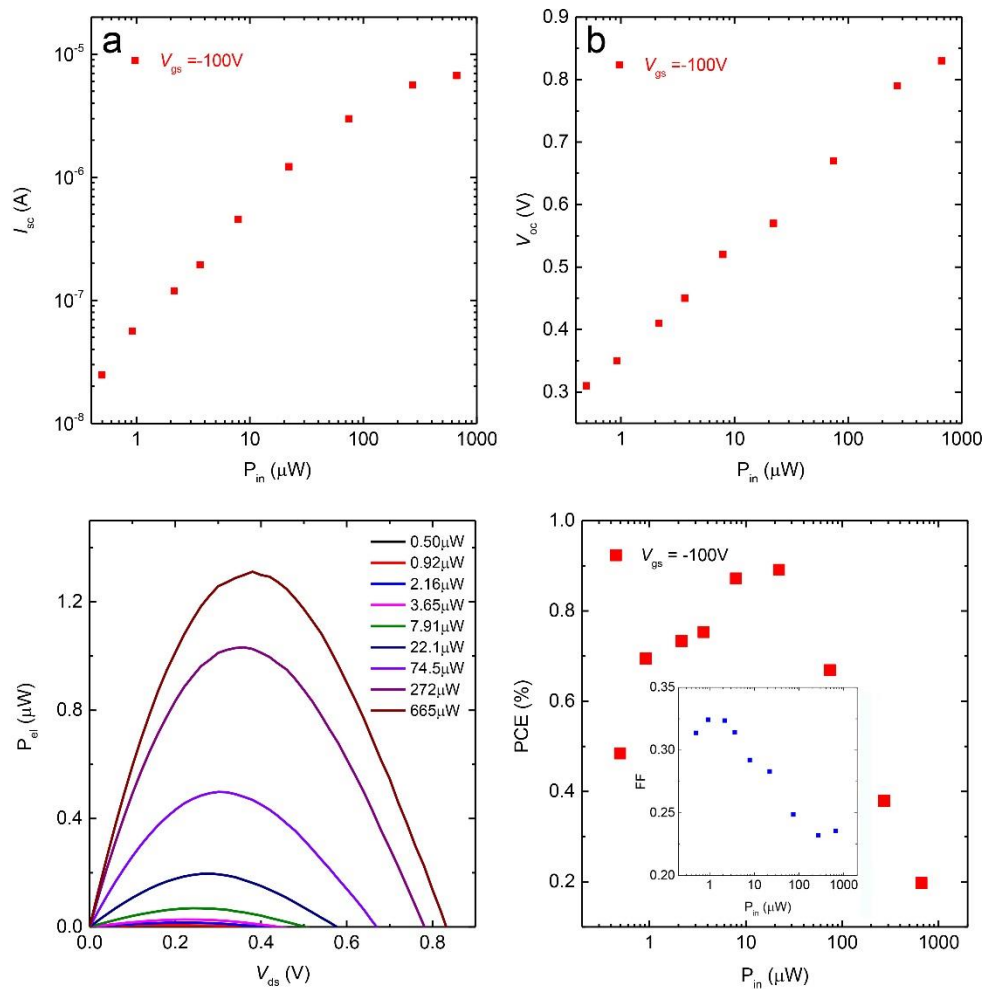 a
V_gs = -100V
10^-5
10^-6
10^-7
10^-8
I_sc (A)
1
10
100
1000
P_in (μW)
b
V_gs = -100V
0.9
0.8
0.7
0.6
0.5
0.4
0.3
V_oc (V)
1
10
100
1000
P_in (μW)
1.2
0.8
0.4
0.0
P_el (μW)
0.50μW
0.92μW
2.16μW
3.65μW
7.91μW
22.1μW
74.5μW
272μW
665μW
0.0
0.2
0.4
0.6
0.8
V_ds (V)
1.0
0.8
0.6
0.4
0.2
PCE (%)
V_gs = -100V
0.35
0.30
0.25
0.20
FF
1
10
100
1000
P_in (μW)
1
10
100
1000
P_in (μW)